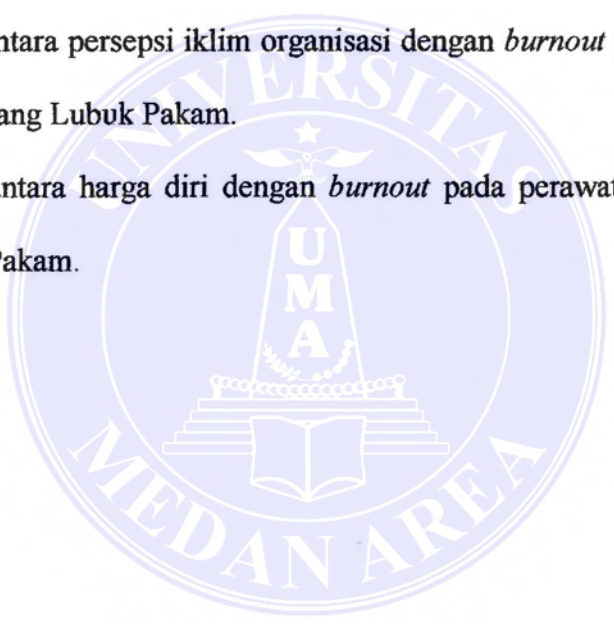 ntara persepsi iklim organisasi dengan burnout
ang Lubuk Pakam.
antara harga diri dengan burnout pada perawat
Pakam.
UNIVERSITAS
UMA
MEDAN AREA